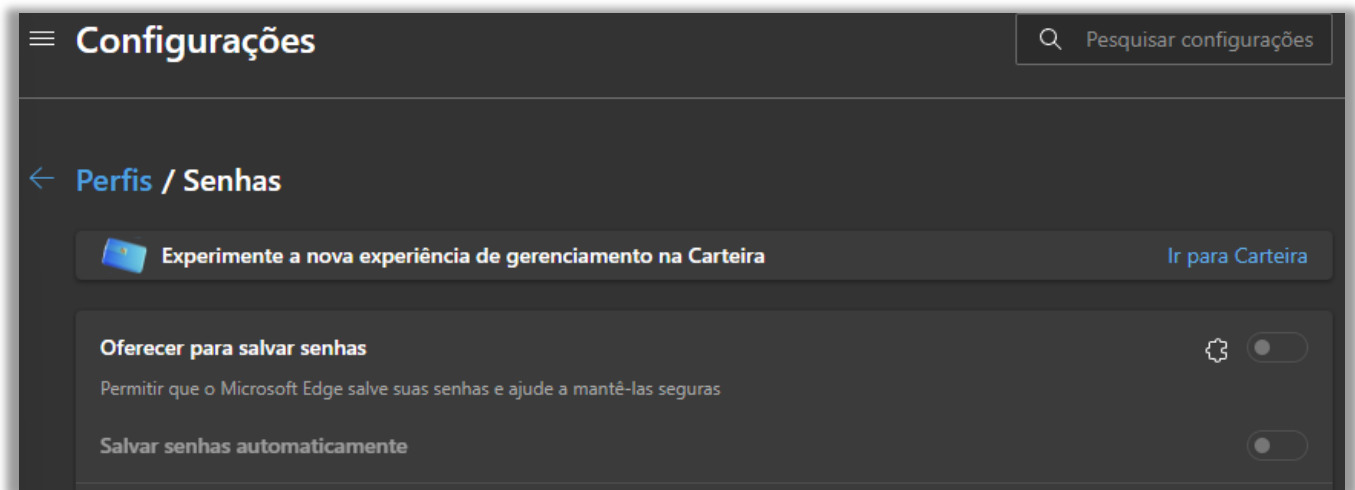 Configurações
Pesquisar configurações
Perfis / Senhas
Experimente a nova experiência de gerenciamento na Carteira
Ir para Carteira
Oferecer para salvar senhas
Permitir que o Microsoft Edge salve suas senhas e ajude a mantê-las seguras
Salvar senhas automaticamente